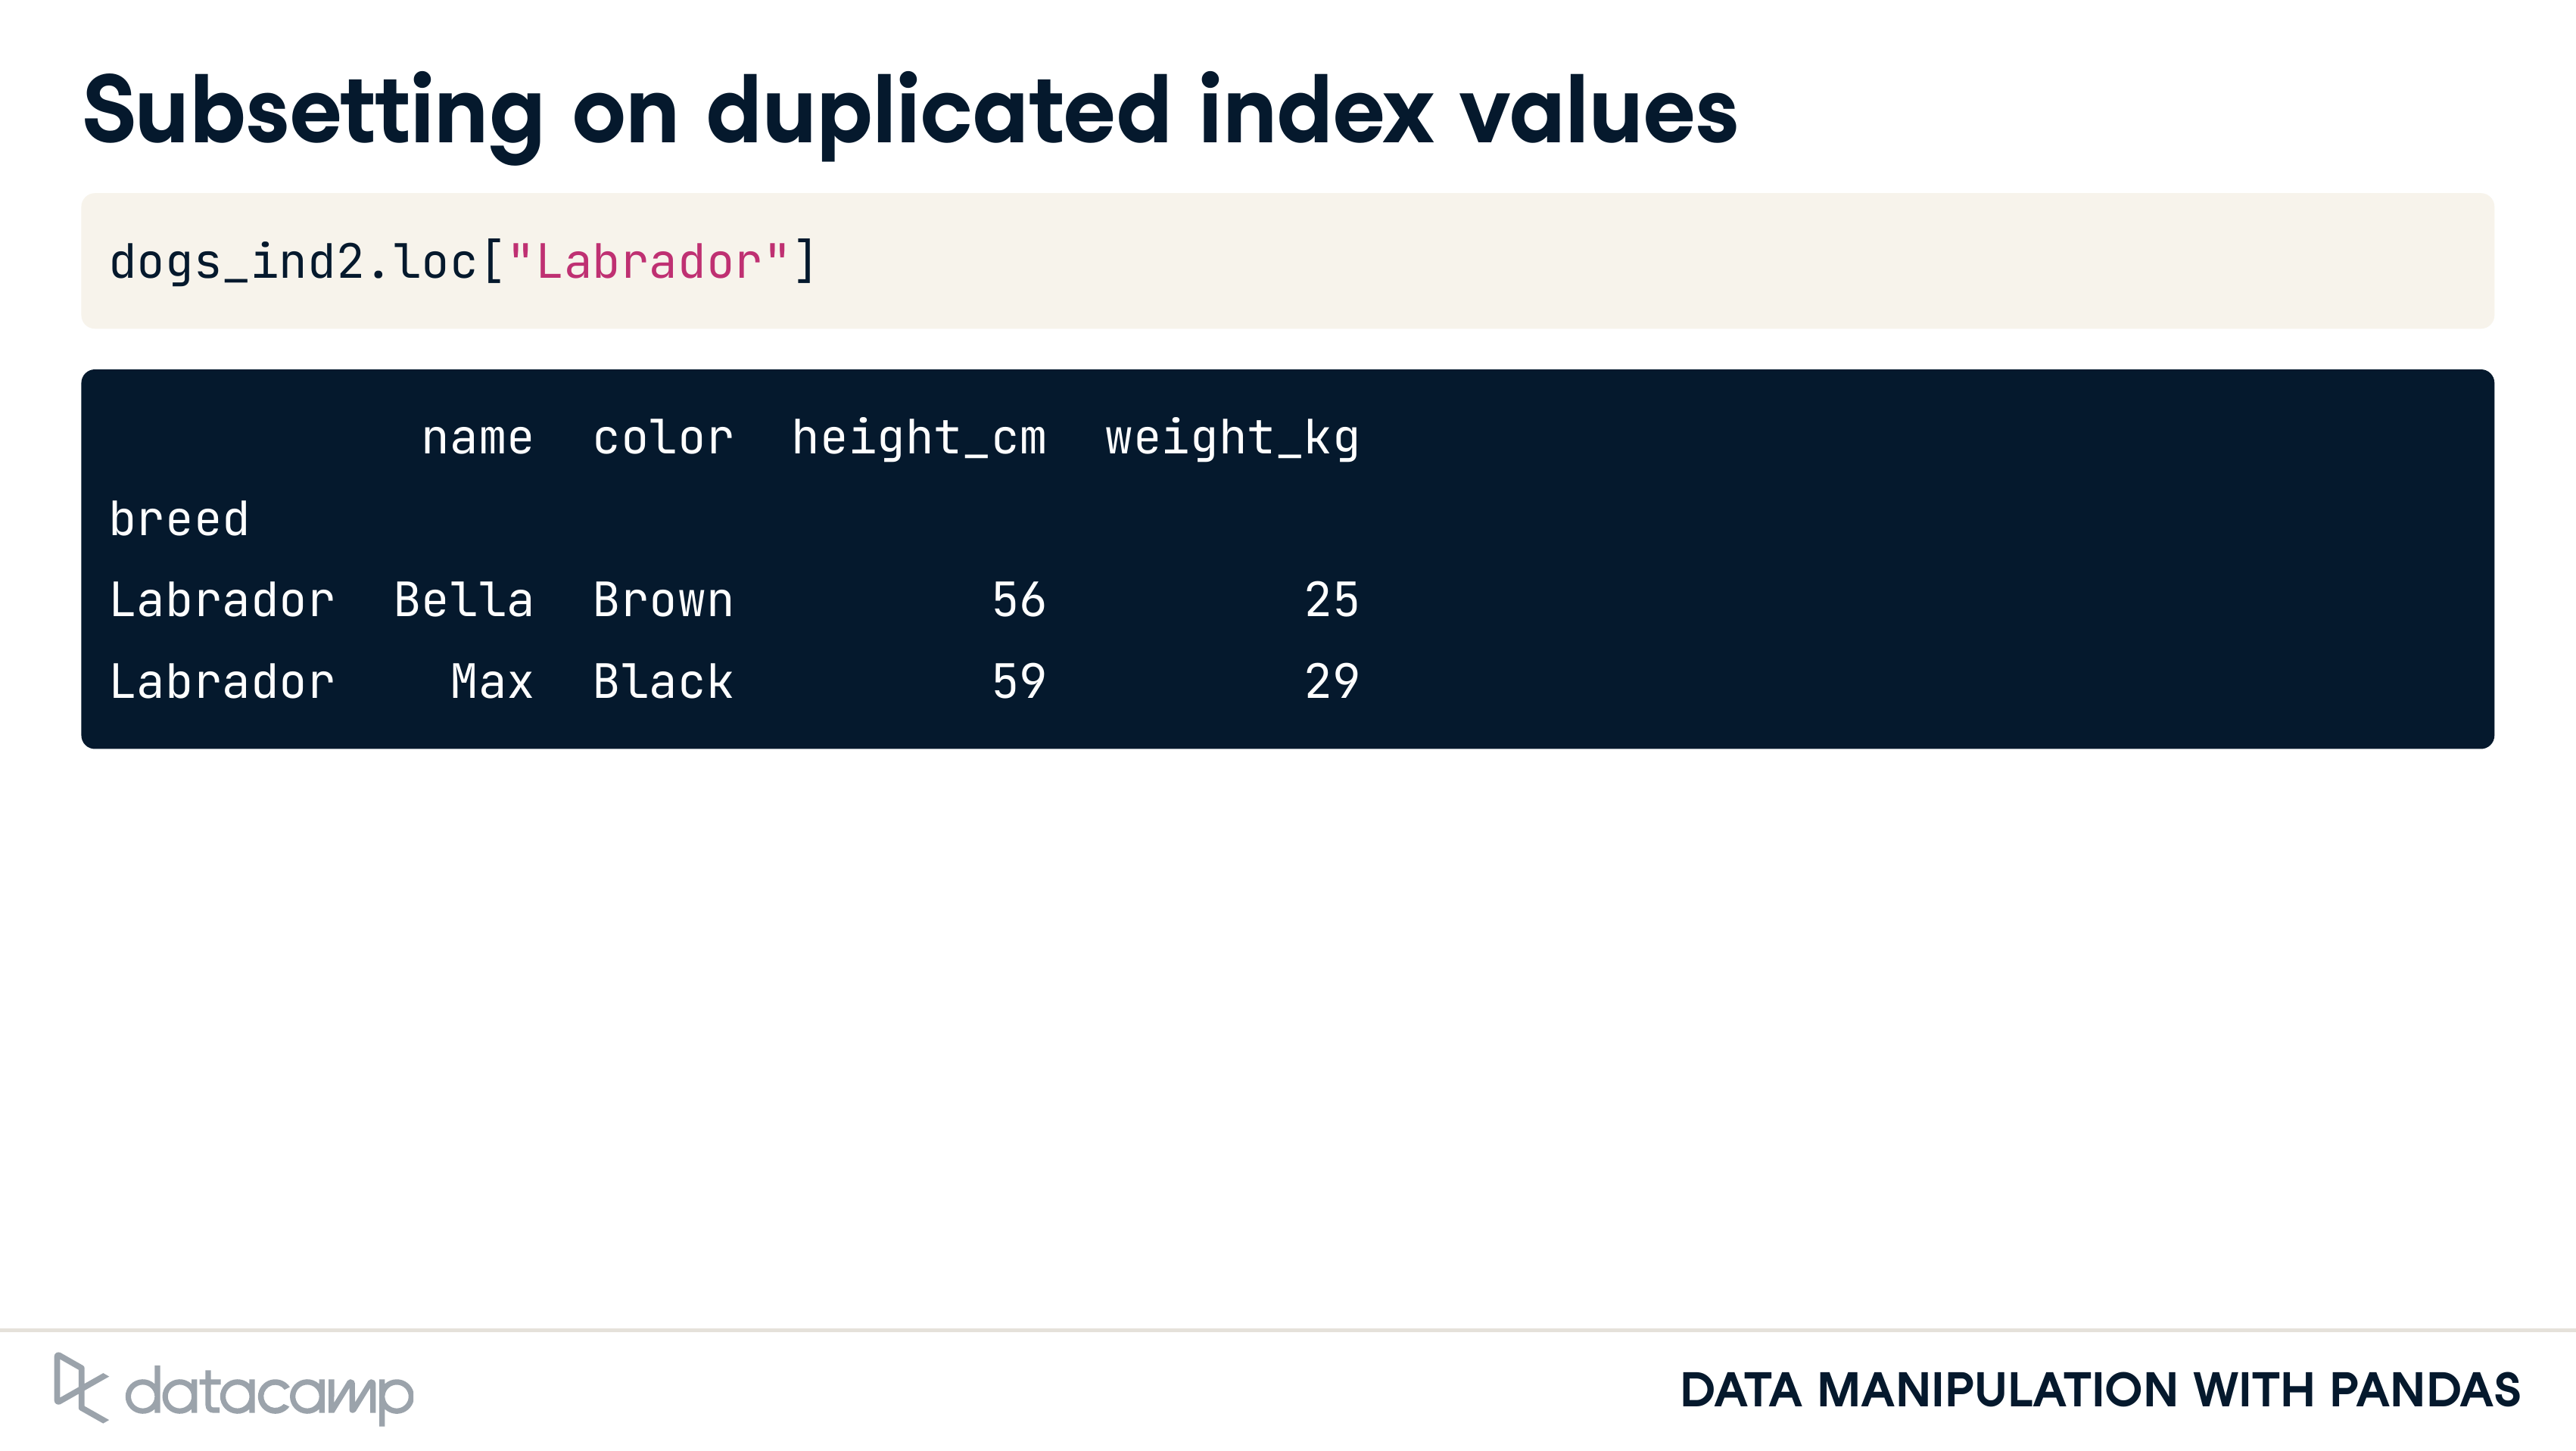 Subsetting on duplicated index values
dogs_ind2.loc["Labrador"]
name color height_cm weight_kg
breed
Labrador Bella Brown 56 25
Labrador Max Black 59 29
datacamp
DATA MANIPULATION WITH PANDAS